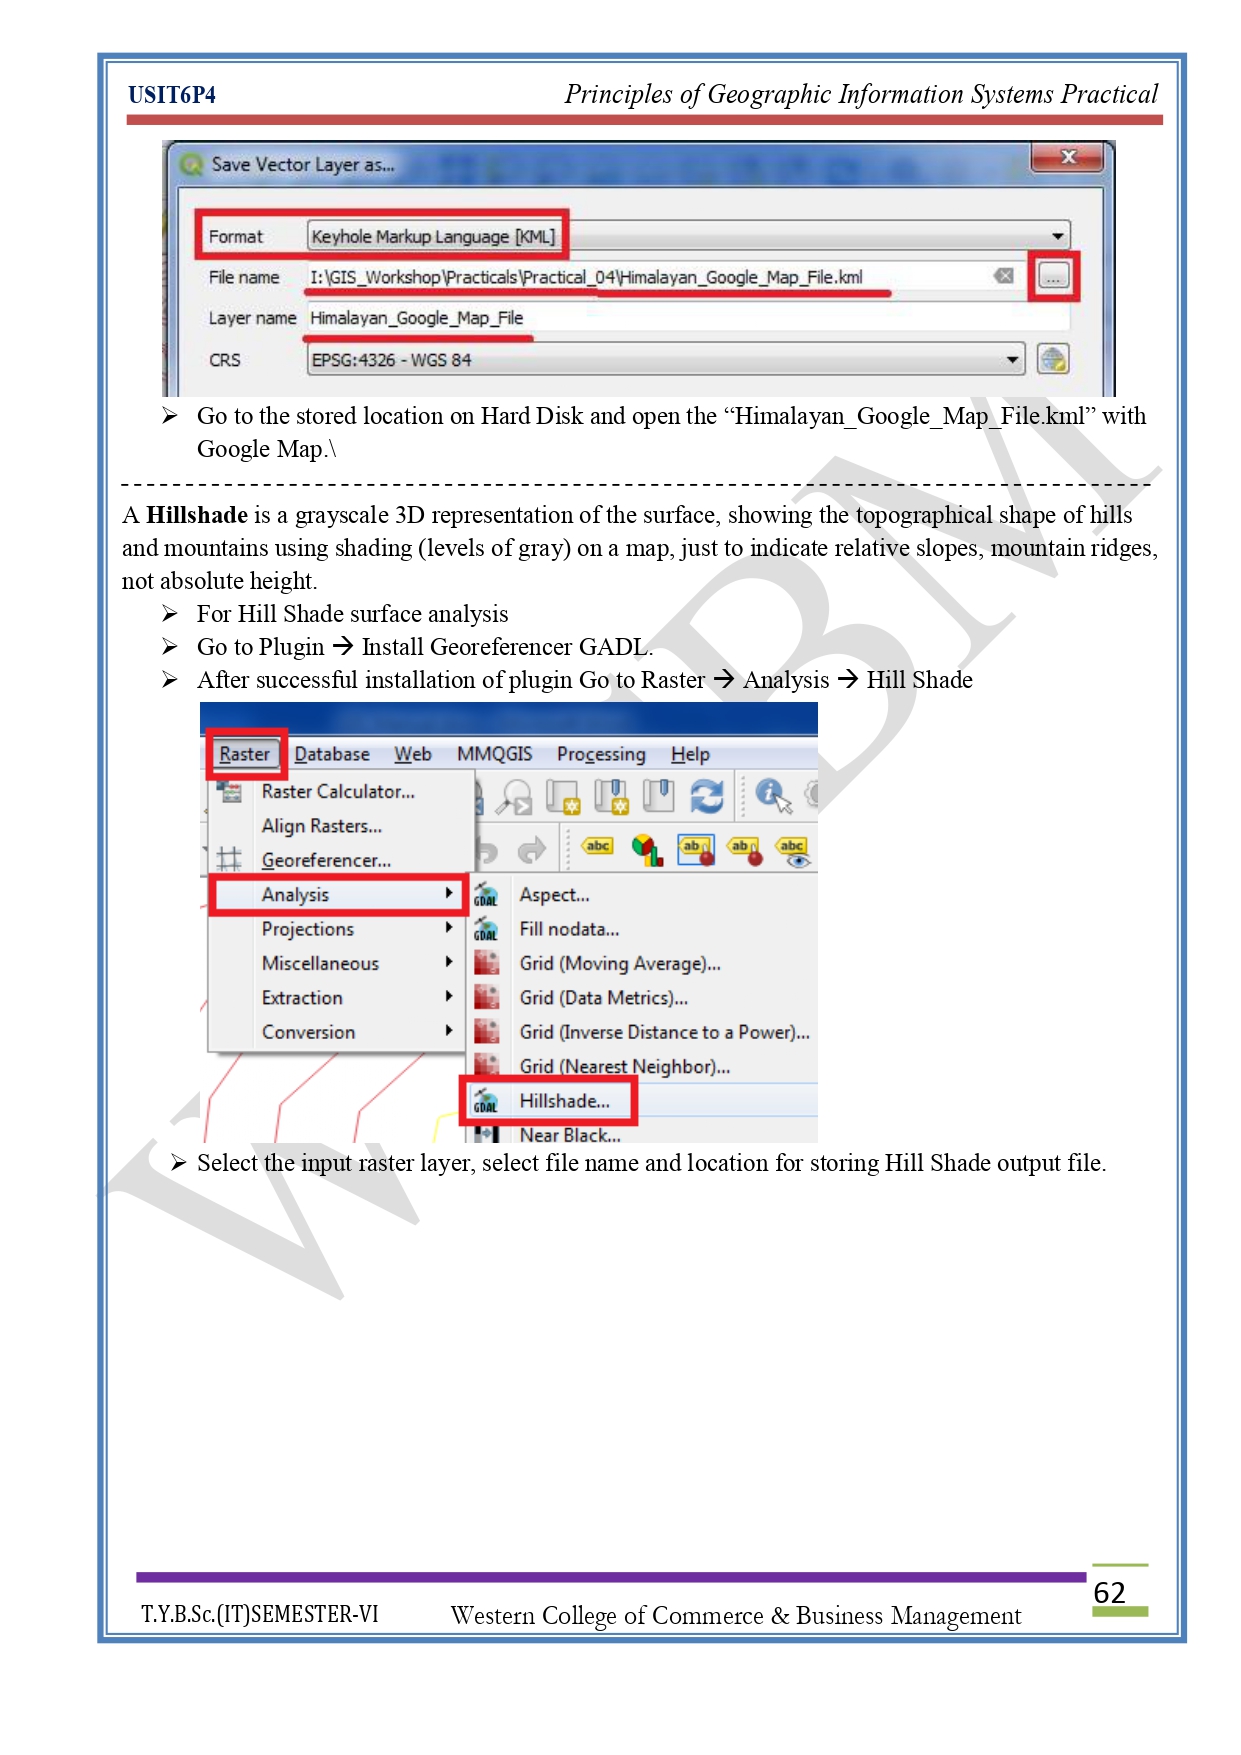 USIT6P4 Principles of Geographic Information Systems Practical
Save Vector Layer as...
Format Keyhole Markup Language [KML]
File name I:\GIS_Workshop\Practicals\Practical_04\Himalayan_Google_Map_File.kml ...
Layer name Himalayan_Google_Map_File
CRS EPSG:4326 - WGS 84
➢ Go to the stored location on Hard Disk and open the “Himalayan_Google_Map_File.kml” with
Google Map.\
A Hillshade is a grayscale 3D representation of the surface, showing the topographical shape of hills
and mountains using shading (levels of gray) on a map, just to indicate relative slopes, mountain ridges,
not absolute height.
➢ For Hill Shade surface analysis
➢ Go to Plugin → Install Georeferencer GADL.
➢ After successful installation of plugin Go to Raster → Analysis → Hill Shade
Raster Database Web MMQGIS Processing Help
Raster Calculator...
Align Rasters...
Georeferencer...
abc ab ab abc
Analysis
Projections
Miscellaneous
Extraction
Conversion
GDAL Aspect...
GDAL Fill nodata...
Grid (Moving Average)...
Grid (Data Metrics)...
Grid (Inverse Distance to a Power)...
Grid (Nearest Neighbor)...
GDAL Hillshade...
Near Black...
➢ Select the input raster layer, select file name and location for storing Hill Shade output file.
62
T.Y.B.Sc.(IT)SEMESTER-VI Western College of Commerce & Business Management